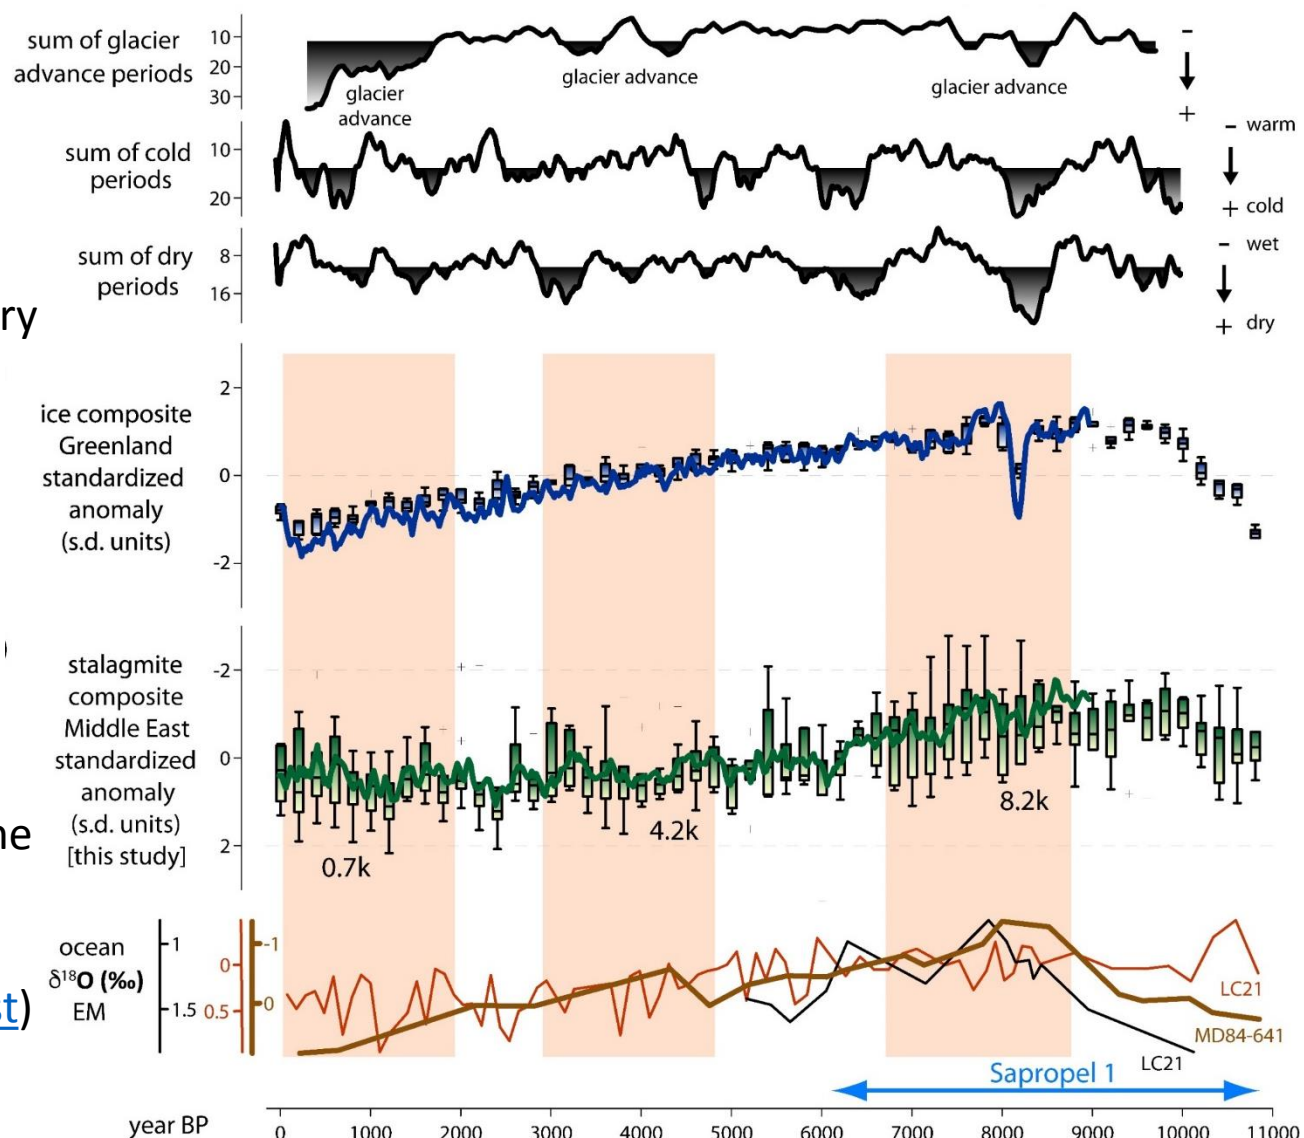 sum of glacier
advance periods
10
20
30
glacier
advance
glacier advance
glacier advance
−
+
sum of cold
periods
10
20
− warm
+ cold
sum of dry
periods
8
16
− wet
+ dry
ry
ice composite
Greenland
standardized
anomaly
(s.d. units)
2
0
-2
)
stalagmite
composite
Middle East
standardized
anomaly
(s.d. units)
[this study]
-2
0
2
0.7k
4.2k
8.2k
ne
ocean
δ¹⁸O (‰)
EM
1
1.5
0
0.5
-1
0
st)
LC21
MD84-641
LC21
Sapropel 1
year BP
0 1000 2000 3000 4000 5000 6000 7000 8000 9000 10000 11000